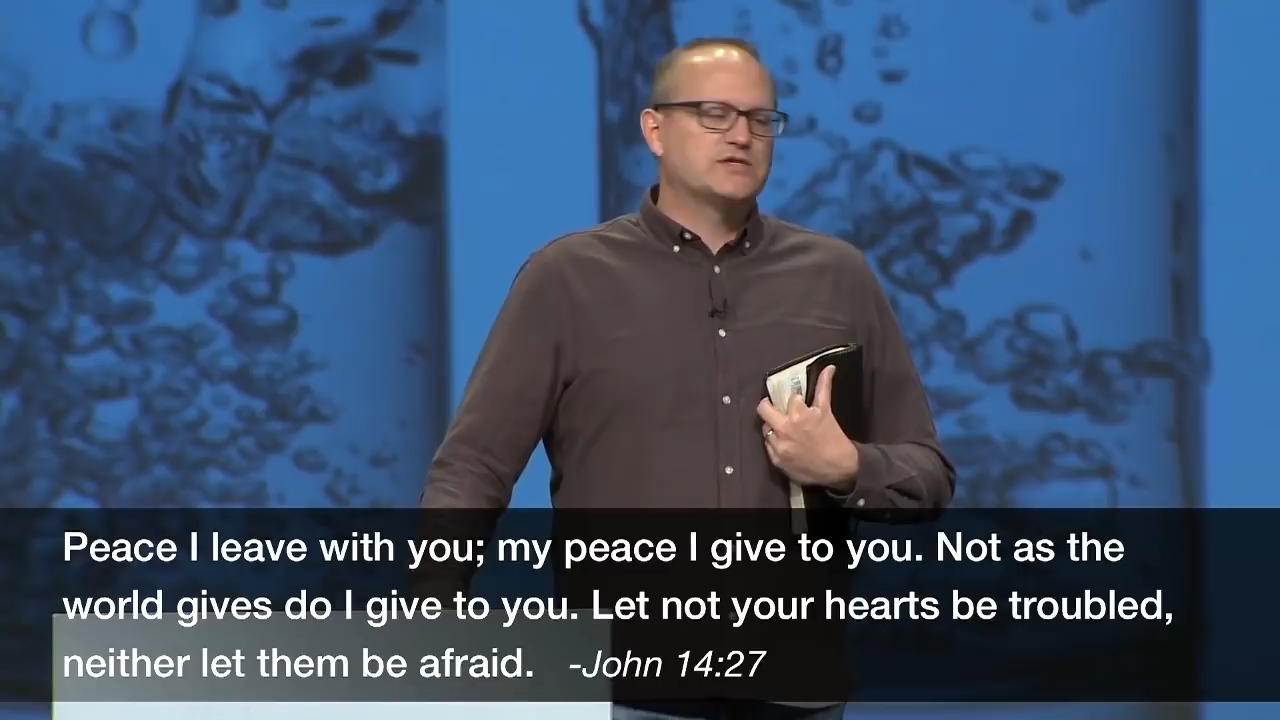 Peace I leave with you; my peace I give to you. Not as the
world gives do I give to you. Let not your hearts be troubled,
neither let them be afraid. -John 14:27